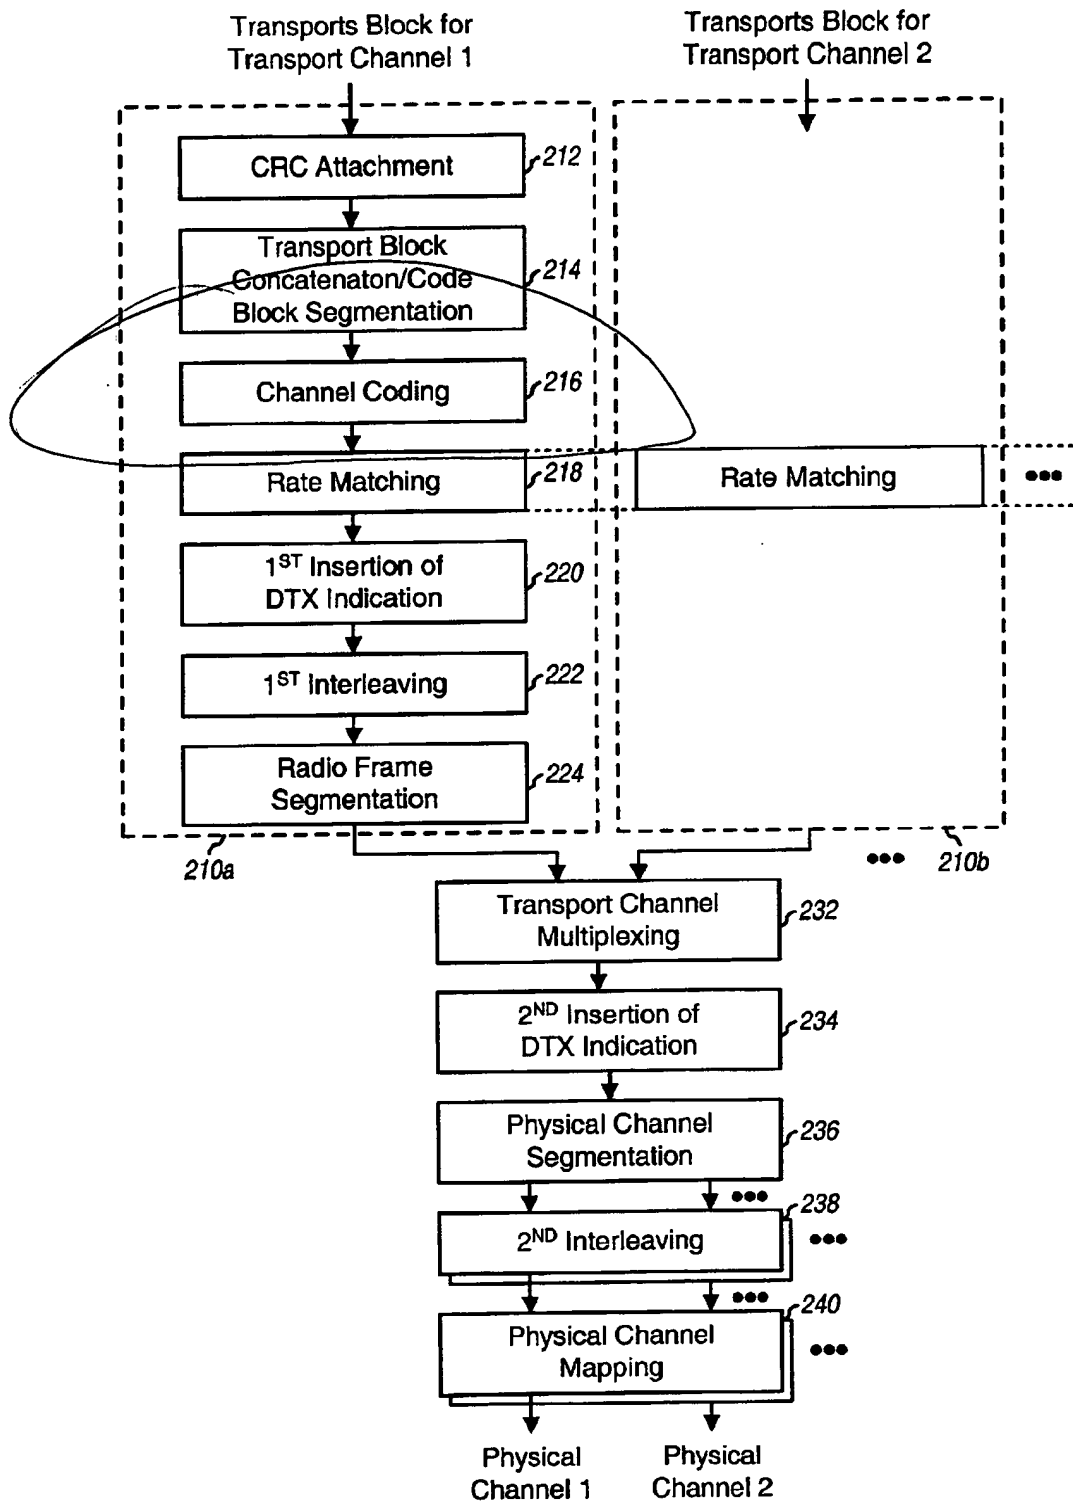 Transports Block for
Transport Channel 1
Transports Block for
Transport Channel 2
CRC Attachment
212
Transport Block
Concatenaton/Code
Block Segmentation
214
Channel Coding
216
Rate Matching
218
Rate Matching
1ST Insertion of
DTX Indication
220
1ST Interleaving
222
Radio Frame
Segmentation
224
210a
210b
Transport Channel
Multiplexing
232
2ND Insertion of
DTX Indication
234
Physical Channel
Segmentation
236
238
2ND Interleaving
240
Physical Channel
Mapping
Physical
Channel 1
Physical
Channel 2